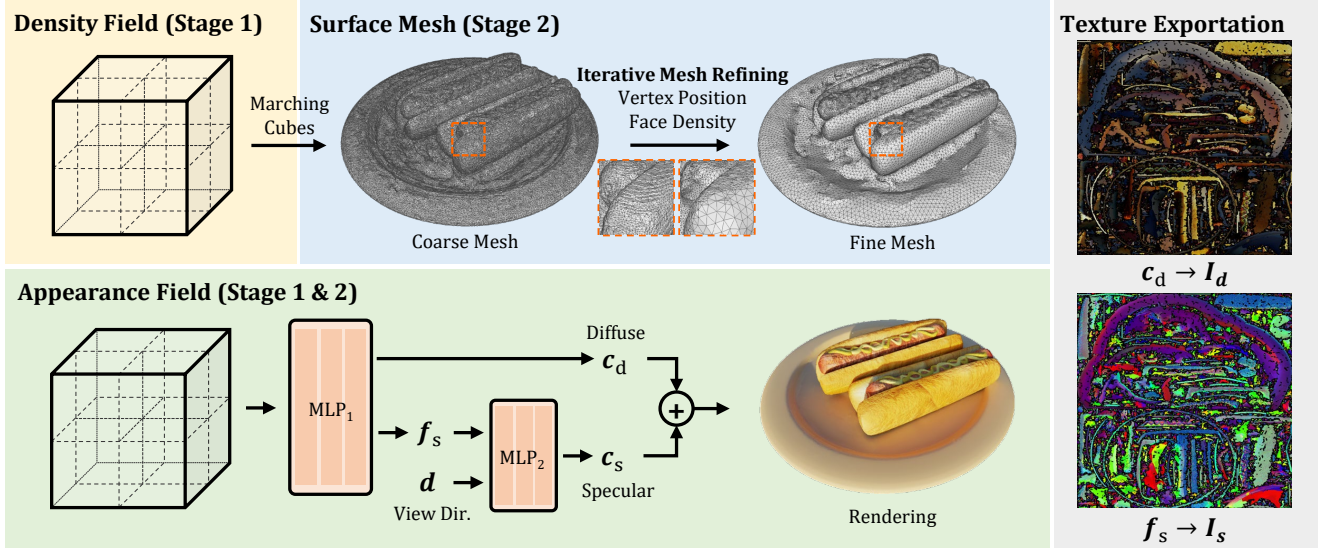 Density Field (Stage 1)
Marching
Cubes
Surface Mesh (Stage 2)
Coarse Mesh
Iterative Mesh Refining
Vertex Position
Face Density
Fine Mesh
Appearance Field (Stage 1 & 2)
MLP₁
f_s
d
View Dir.
MLP₂
Diffuse
c_d
c_s
Specular
+
Rendering
Texture Exportation
c_d → I_d
f_s → I_s